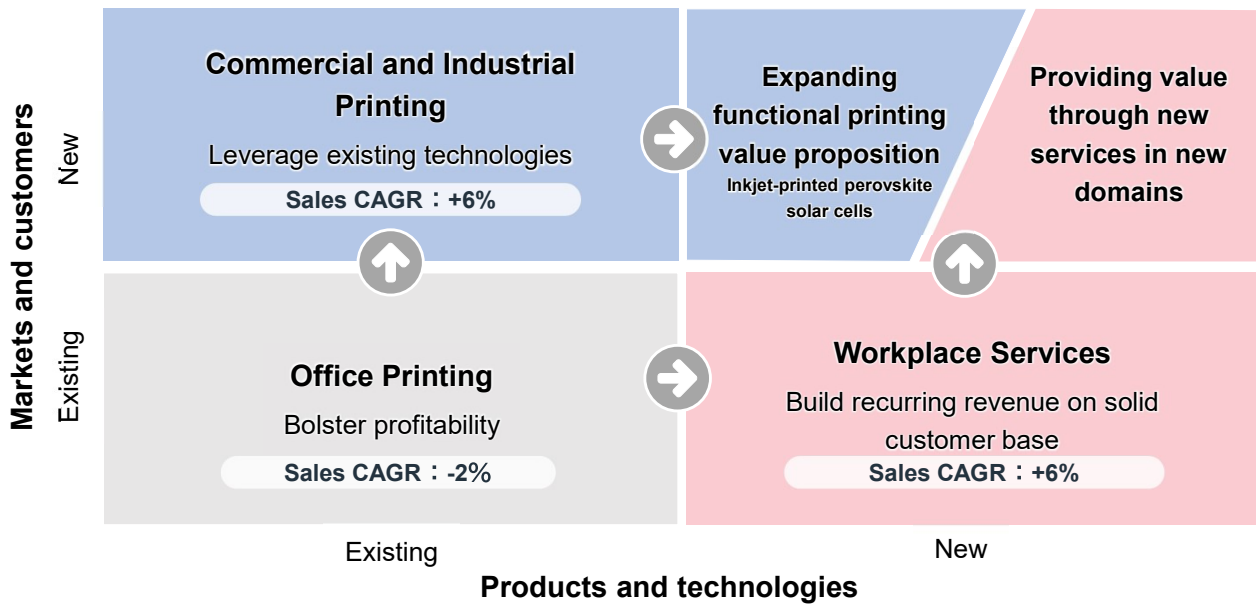 Markets and customers
New
Existing
Commercial and Industrial
Printing
Leverage existing technologies
Sales CAGR：+6%
Expanding
functional printing
value proposition
Inkjet-printed perovskite
solar cells
Providing value
through new
services in new
domains
Office Printing
Bolster profitability
Sales CAGR：-2%
Workplace Services
Build recurring revenue on solid
customer base
Sales CAGR：+6%
Existing
New
Products and technologies